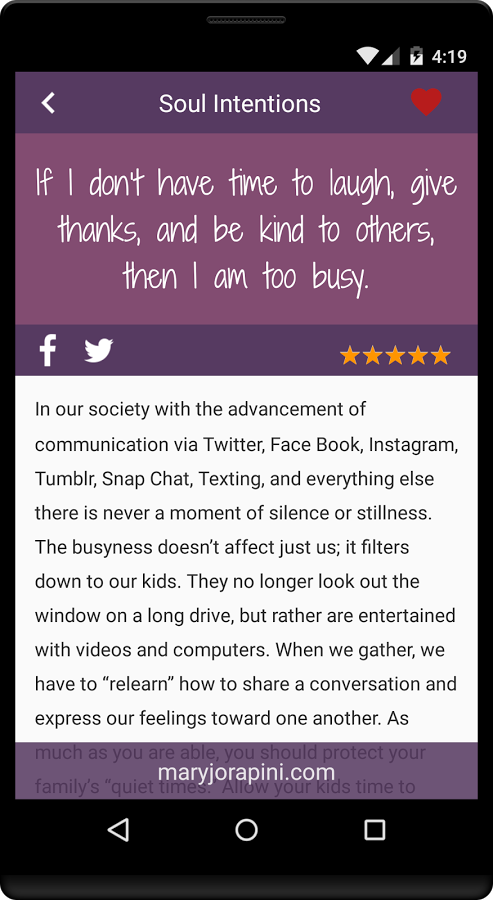 4:19
Soul Intentions
If I don't have time to laugh, give
thanks, and be kind to others,
then I am too busy.
In our society with the advancement of
communication via Twitter, Face Book, Instagram,
Tumblr, Snap Chat, Texting, and everything else
there is never a moment of silence or stillness.
The busyness doesn’t affect just us; it filters
down to our kids. They no longer look out the
window on a long drive, but rather are entertained
with videos and computers. When we gather, we
have to “relearn” how to share a conversation and
express our feelings toward one another. As
much as you are able, you should protect your
maryjorapini.com
family’s “quiet times.” Allow your kids time to